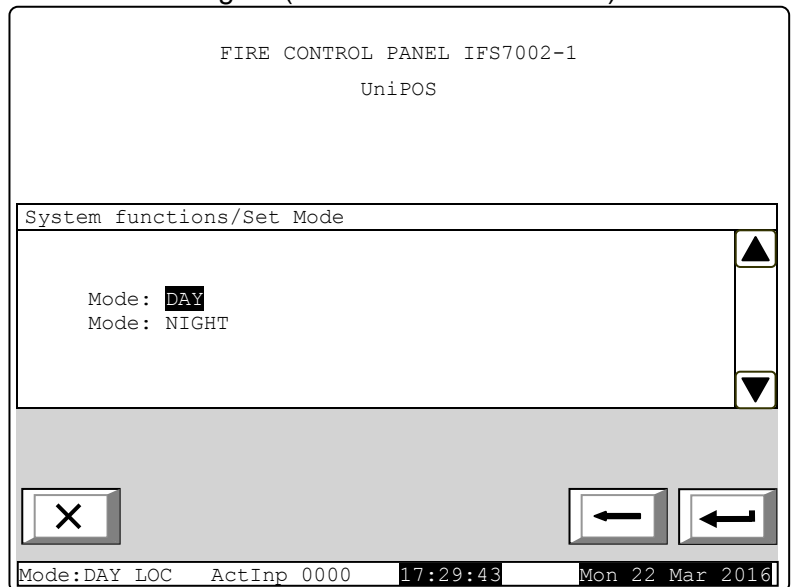 FIRE CONTROL PANEL IFS7002-1
UniPOS
System functions/Set Mode
Mode: DAY
Mode: NIGHT
Mode:DAY LOC ActInp 0000 17:29:43 Mon 22 Mar 2016